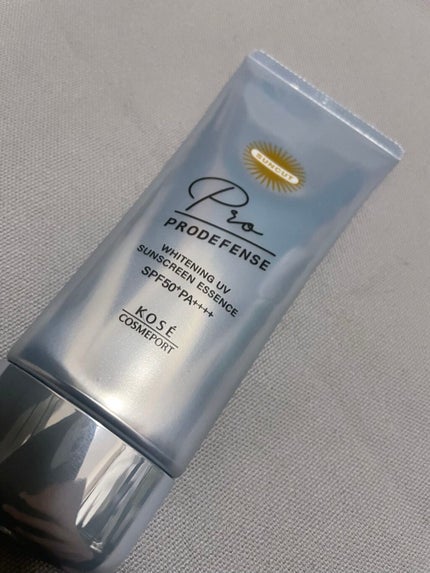 SUNCUT
Pro
PRODEFENSE
WHITENING UV
SUNSCREEN ESSENCE
SPF50+PA++++
KOSÉ
COSMEPORT